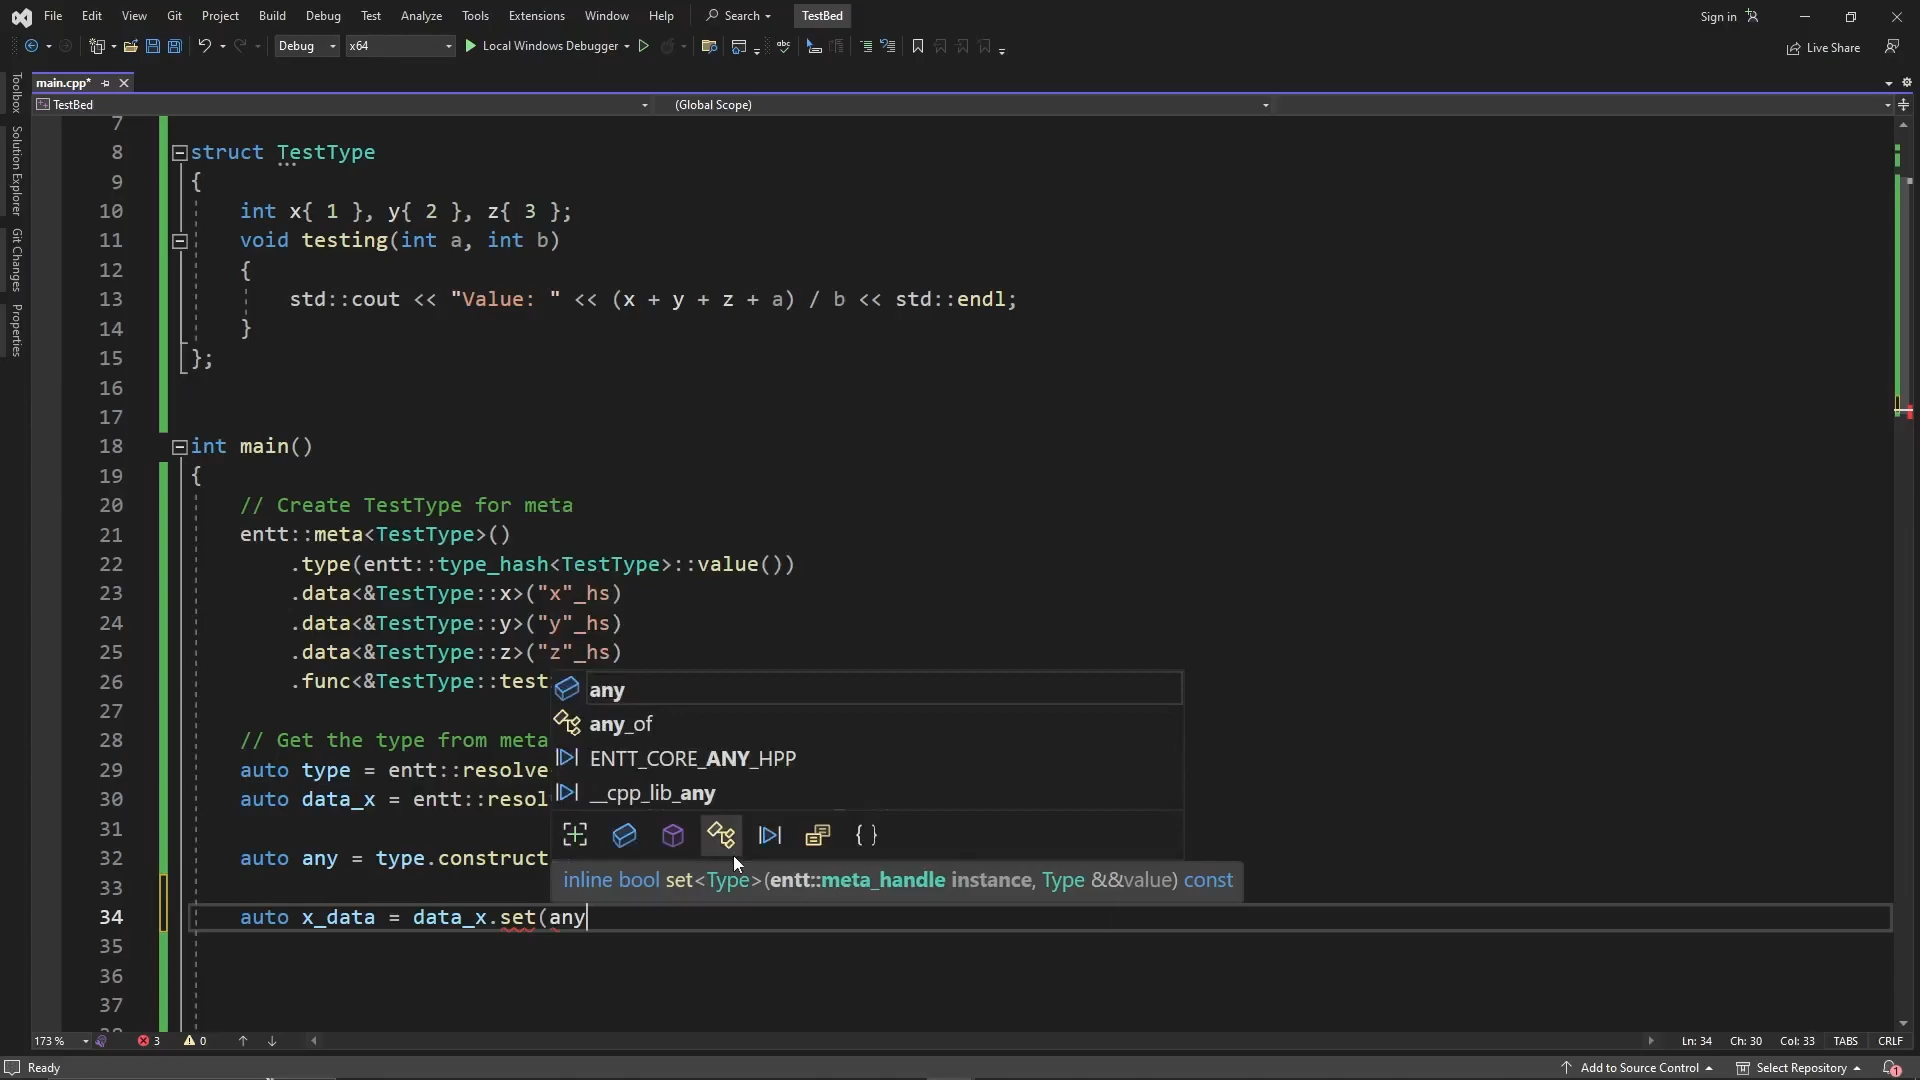 File Edit View Git Project Build Debug Test Analyze Tools Extensions Window Help Search TestBed Sign in
Debug x64 Local Windows Debugger Live Share
main.cpp*
TestBed (Global Scope)
Toolbox
Solution Explorer
Git Changes
Properties
7
8 struct TestType
9 {
10 int x{ 1 }, y{ 2 }, z{ 3 };
11 void testing(int a, int b)
12 {
13 std::cout << "Value: " << (x + y + z + a) / b << std::endl;
14 }
15 };
16
17
18 int main()
19 {
20 // Create TestType for meta
21 entt::meta<TestType>()
22 .type(entt::type_hash<TestType>::value())
23 .data<&TestType::x>("x"_hs)
24 .data<&TestType::y>("y"_hs)
25 .data<&TestType::z>("z"_hs)
26 .func<&TestType::test
27
28 // Get the type from meta
29 auto type = entt::resolve
30 auto data_x = entt::resol
31
32 auto any = type.construct
33
34 auto x_data = data_x.set(any
35
36
37
any
any_of
ENTT_CORE_ANY_HPP
__cpp_lib_any
{ }
inline bool set<Type>(entt::meta_handle instance, Type &&value) const
173 % 3 0 Ln: 34 Ch: 30 Col: 33 TABS CRLF
Ready Add to Source Control Select Repository 1